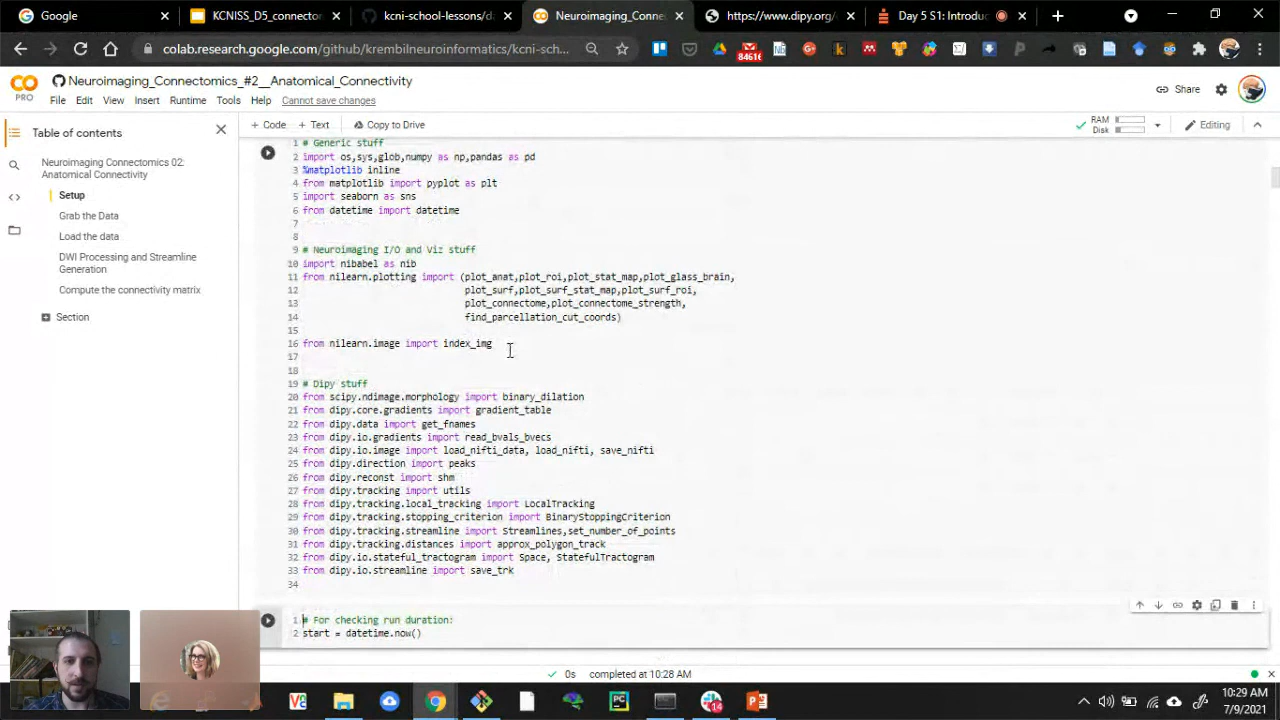 Google
KCNISS_D5_connector
kcni-school-lessons/da
Neuroimaging_Conne
https://www.dipy.org/
Day 5 S1: Introduc
colab.research.google.com/github/krembilneuroinformatics/kcni-sch...
84616
Neuroimaging_Connectomics_#2__Anatomical_Connectivity
PRO
File Edit View Insert Runtime Tools Help Cannot save changes
Share
+ Code + Text Copy to Drive
RAM
Disk
Editing
Table of contents
Neuroimaging Connectomics 02:
Anatomical Connectivity
Setup
Grab the Data
Load the data
DWI Processing and Streamline
Generation
Compute the connectivity matrix
Section
1 # Generic stuff
2 import os,sys,glob,numpy as np,pandas as pd
3 %matplotlib inline
4 from matplotlib import pyplot as plt
5 import seaborn as sns
6 from datetime import datetime
7
8
9 # Neuroimaging I/O and Viz stuff
10 import nibabel as nib
11 from nilearn.plotting import (plot_anat,plot_roi,plot_stat_map,plot_glass_brain,
12 plot_surf,plot_surf_stat_map,plot_surf_roi,
13 plot_connectome,plot_connectome_strength,
14 find_parcellation_cut_coords)
15
16 from nilearn.image import index_img
17
18
19 # Dipy stuff
20 from scipy.ndimage.morphology import binary_dilation
21 from dipy.core.gradients import gradient_table
22 from dipy.data import get_fnames
23 from dipy.io.gradients import read_bvals_bvecs
24 from dipy.io.image import load_nifti_data, load_nifti, save_nifti
25 from dipy.direction import peaks
26 from dipy.reconst import shm
27 from dipy.tracking import utils
28 from dipy.tracking.local_tracking import LocalTracking
29 from dipy.tracking.stopping_criterion import BinaryStoppingCriterion
30 from dipy.tracking.streamline import Streamlines,set_number_of_points
31 from dipy.tracking.distances import approx_polygon_track
32 from dipy.io.stateful_tractogram import Space, StatefulTractogram
33 from dipy.io.streamline import save_trk
34
1 # For checking run duration:
2 start = datetime.now()
0s completed at 10:28 AM
10:29 AM
7/9/2021